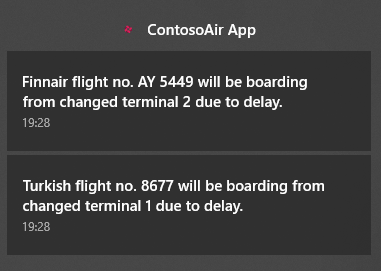 ContosoAir App
Finnair flight no. AY 5449 will be boarding
from changed terminal 2 due to delay.
19:28
Turkish flight no. 8677 will be boarding from
changed terminal 1 due to delay.
19:28